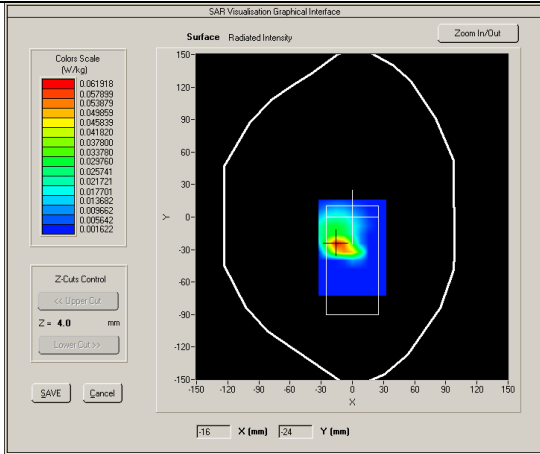 SAR Visualisation Graphical Interface
Surface Radiated Intensity
Zoom In/Out
Colors Scale
(W/kg)
0.061918
0.057899
0.053879
0.049859
0.045839
0.041820
0.037800
0.033780
0.029760
0.025741
0.021721
0.017701
0.013682
0.009662
0.005642
0.001622
Z-Cuts Control
<< Upper Cut
Z = 4.0 mm
Lower Cut >>
SAVE
Cancel
150
120
90
60
30
0
-30
-60
-90
-120
-150
Y
-150 -120 -90 -60 -30 0 30 60 90 120 150
X
-16 X (mm) -24 Y (mm)